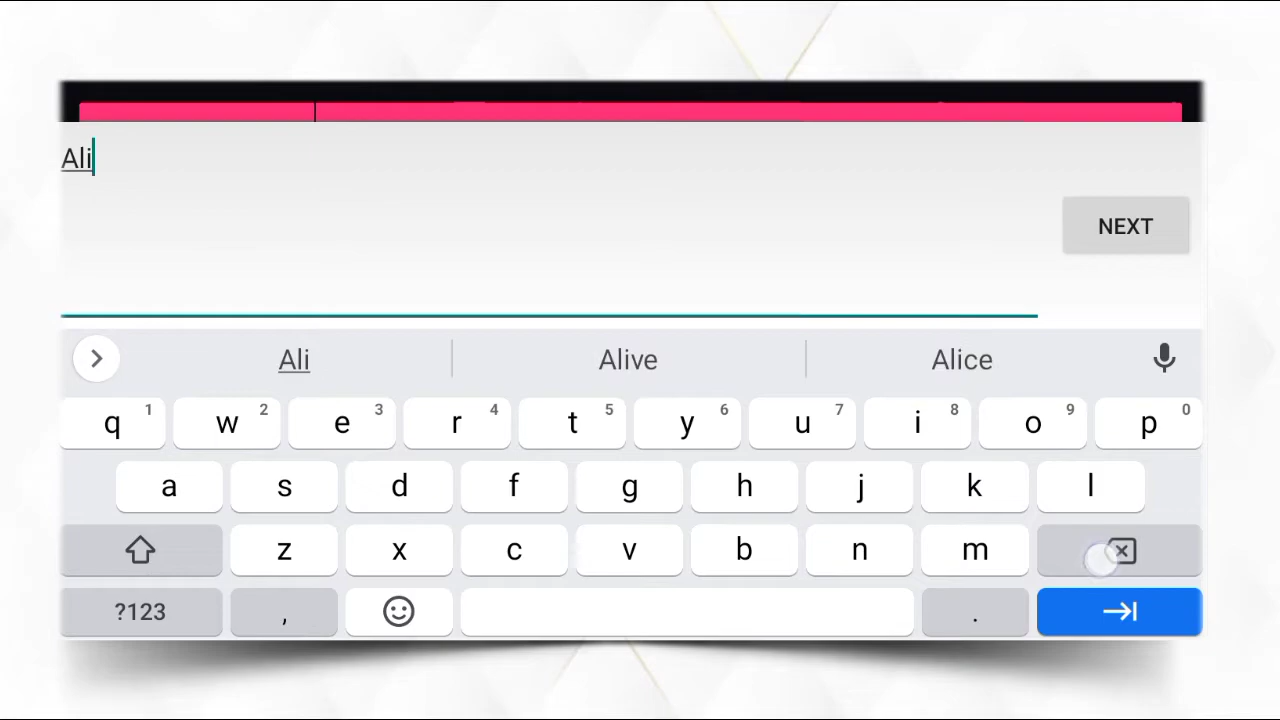 Ali
NEXT
Ali Alive Alice
q 1 w 2 e 3 r 4 t 5 y 6 u 7 i 8 o 9 p 0
a s d f g h j k l
z x c v b n m
?123 , .